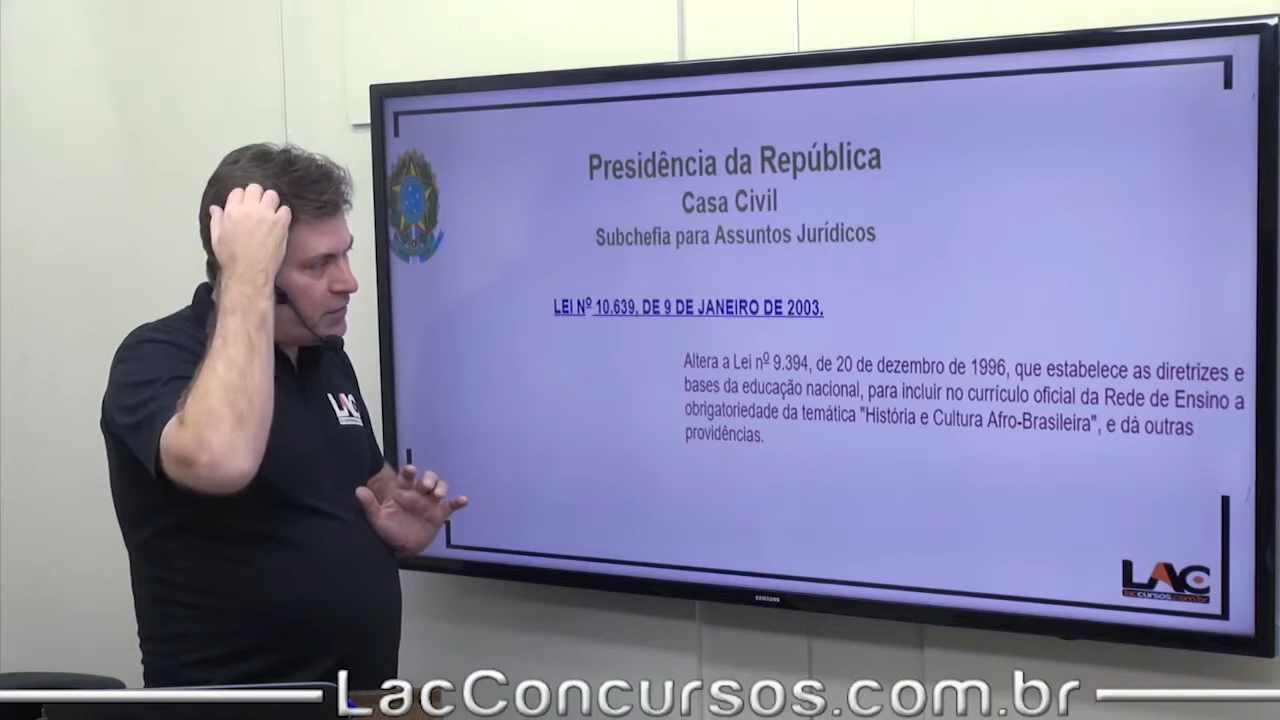 Presidência da República
Casa Civil
Subchefia para Assuntos Jurídicos
LEI Nº 10.639, DE 9 DE JANEIRO DE 2003.
Altera a Lei nº 9.394, de 20 de dezembro de 1996, que estabelece as diretrizes e
bases da educação nacional, para incluir no currículo oficial da Rede de Ensino a
obrigatoriedade da temática "História e Cultura Afro-Brasileira", e dá outras
providências.
LAC
LAC
laccursos.com.br
SAMSUNG
LacConcursos.com.br